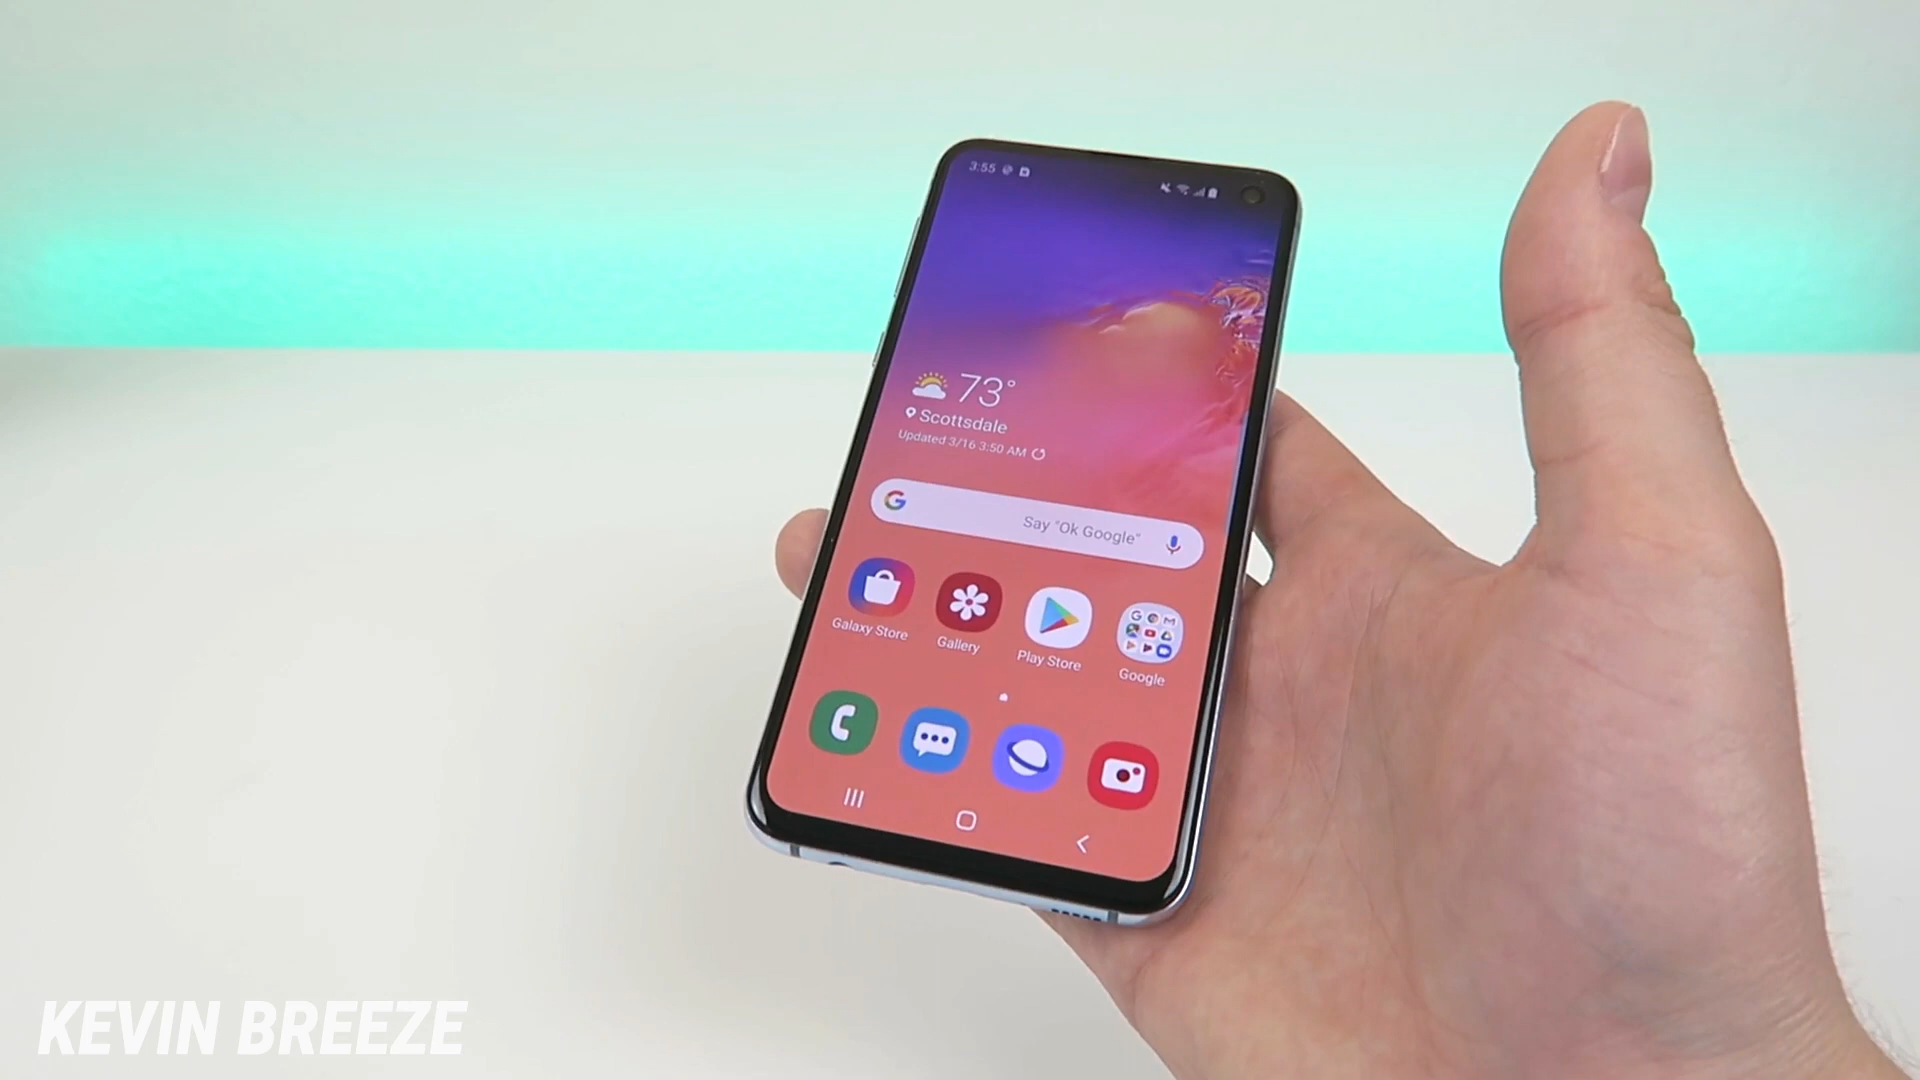 3:55
73°
Scottsdale
Updated 3/16 3:50 AM
Say "Ok Google"
Galaxy Store
Gallery
Play Store
Google
KEVIN BREEZE